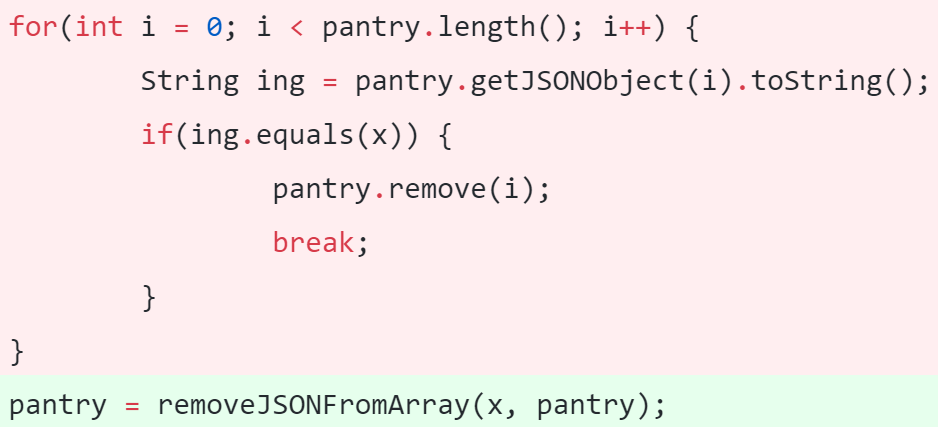 for(int i = 0; i < pantry.length(); i++) {
        String ing = pantry.getJSONObject(i).toString();
        if(ing.equals(x)) {
                pantry.remove(i);
                break;
        }
}
pantry = removeJSONFromArray(x, pantry);